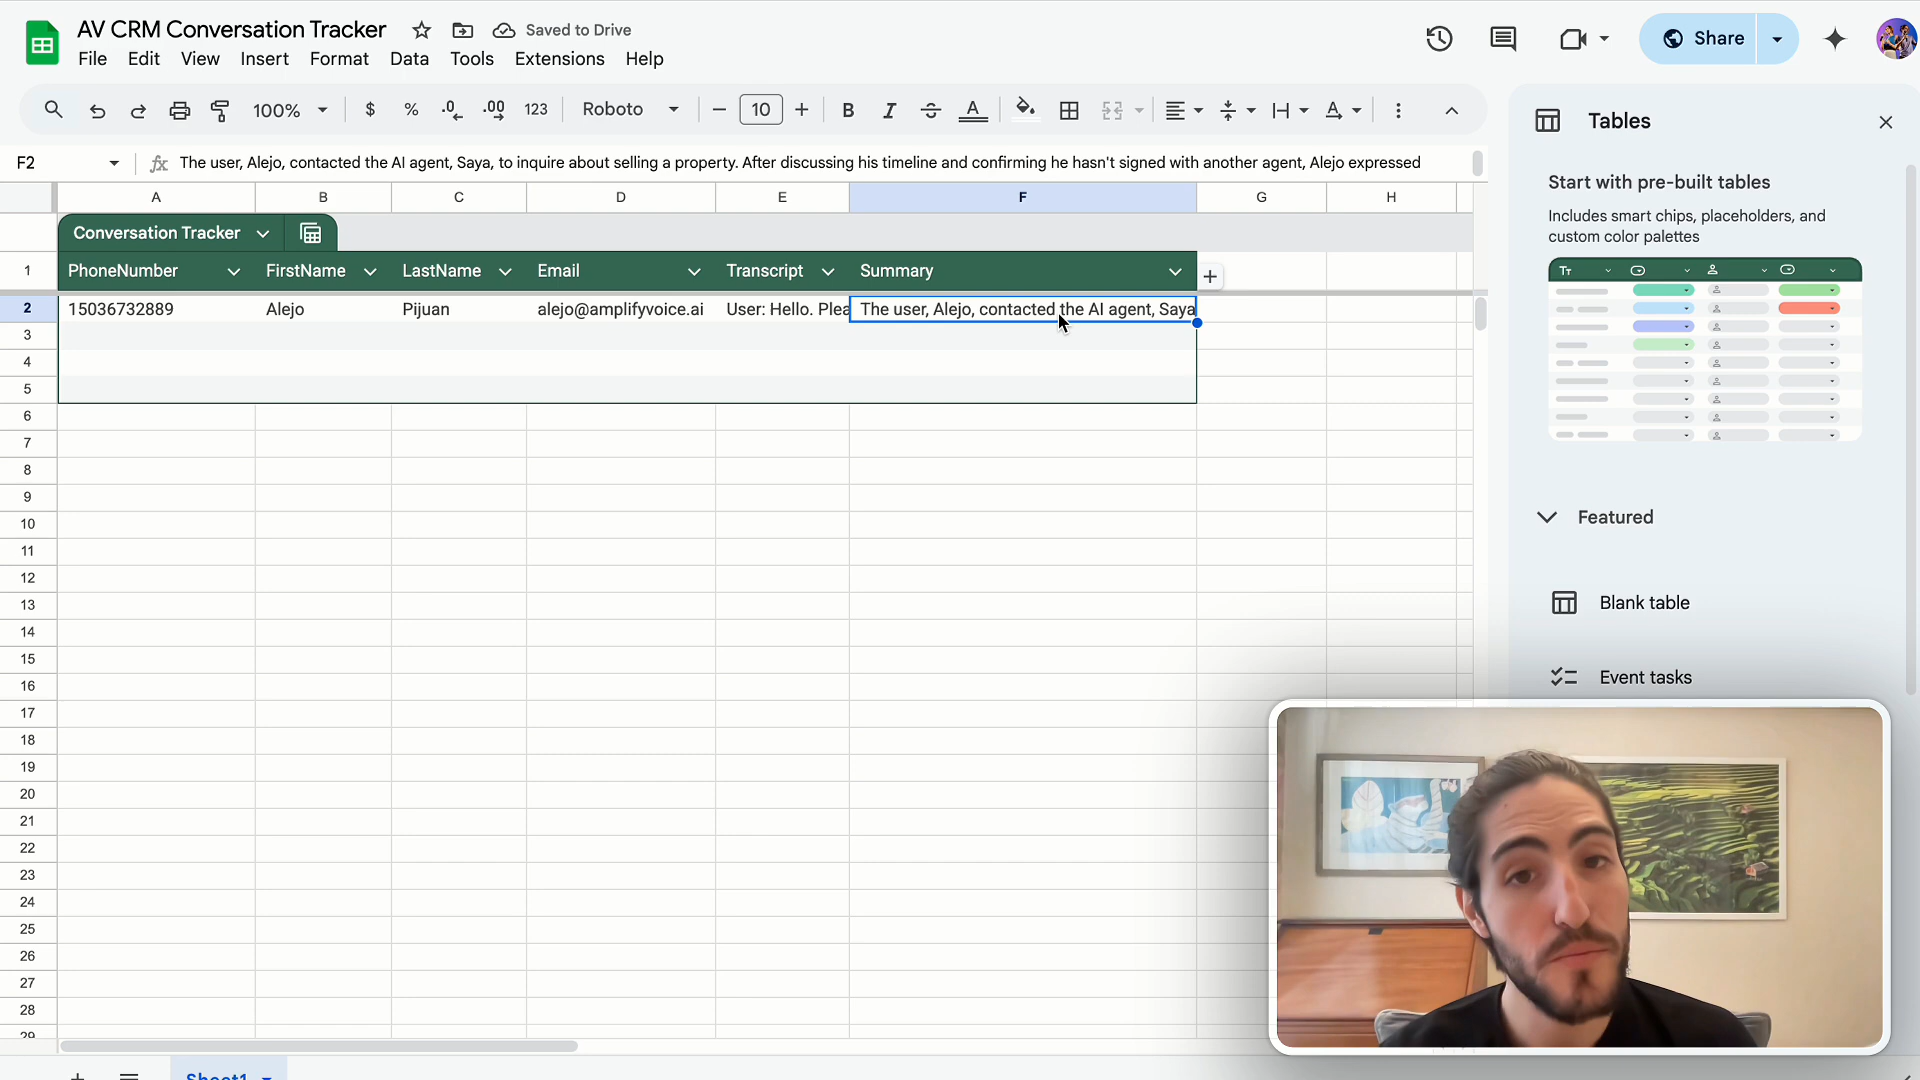 AV CRM Conversation Tracker
Saved to Drive
File Edit View Insert Format Data Tools Extensions Help
Share
100% $ % .0 .00 123 Roboto 10 B I A
F2 fx The user, Alejo, contacted the AI agent, Saya, to inquire about selling a property. After discussing his timeline and confirming he hasn't signed with another agent, Alejo expressed
A B C D E F G H
Conversation Tracker
1 PhoneNumber FirstName LastName Email Transcript Summary
2 15036732889 Alejo Pijuan alejo@amplifyvoice.ai User: Hello. Plea The user, Alejo, contacted the AI agent, Saya
3
4
5
6
7
8
9
10
11
12
13
14
15
16
17
18
19
20
21
22
23
24
25
26
27
28
29
Sheet1
Tables
Start with pre-built tables
Includes smart chips, placeholders, and
custom color palettes
Tт
Featured
Blank table
Event tasks